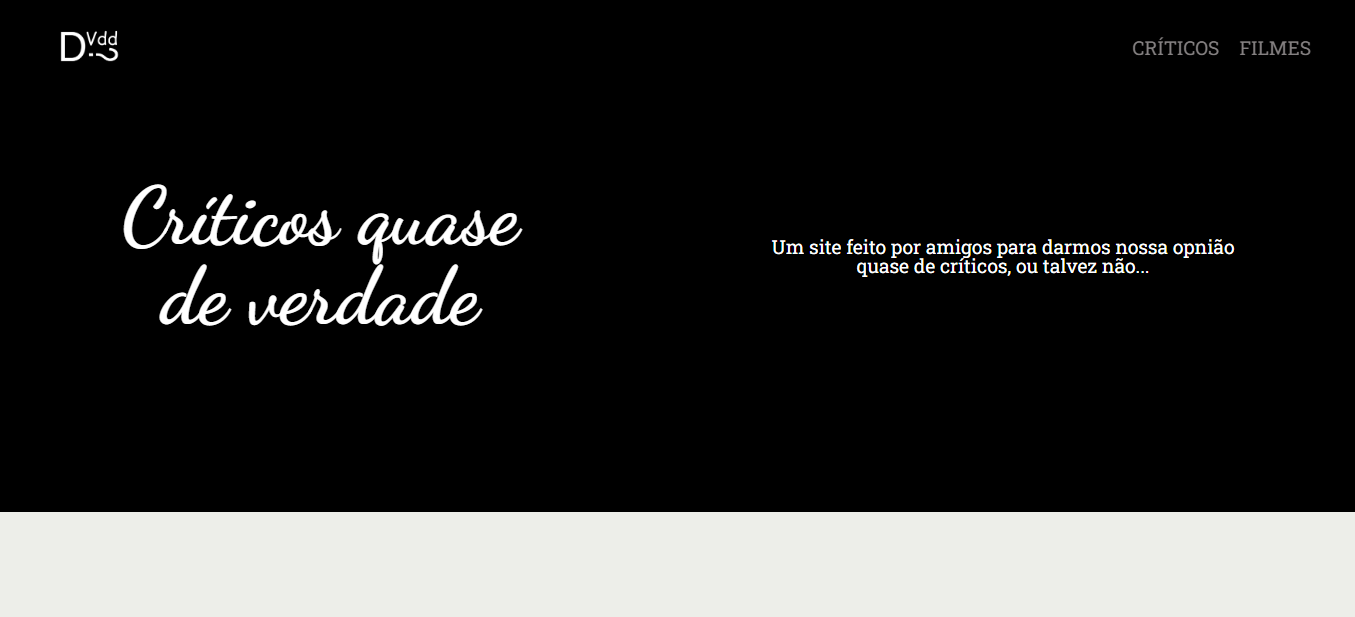 DVdd
CRÍTICOS FILMES
Críticos quase
de verdade
Um site feito por amigos para darmos nossa opnião
quase de críticos, ou talvez não...